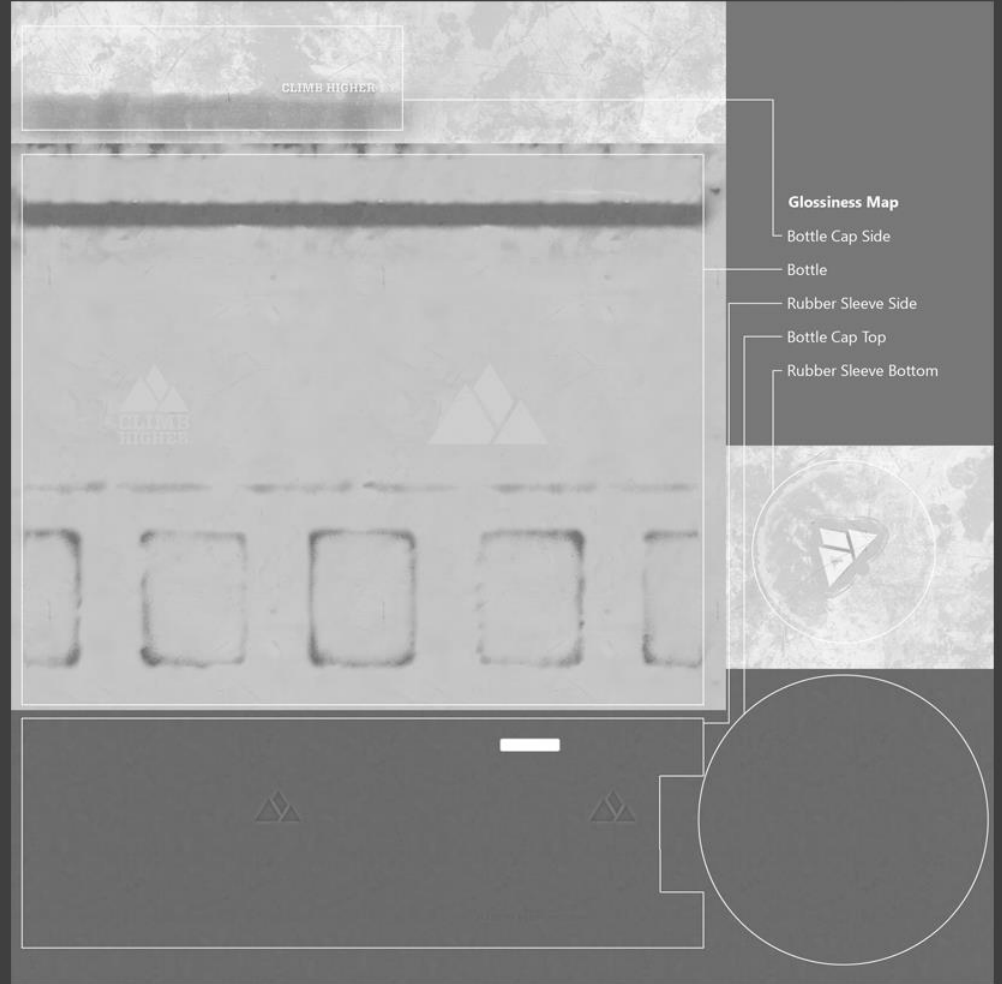 CLIMB HIGHER
Glossiness Map
Bottle Cap Side
Bottle
Rubber Sleeve Side
Bottle Cap Top
Rubber Sleeve Bottom
CLIMB
HIGHER